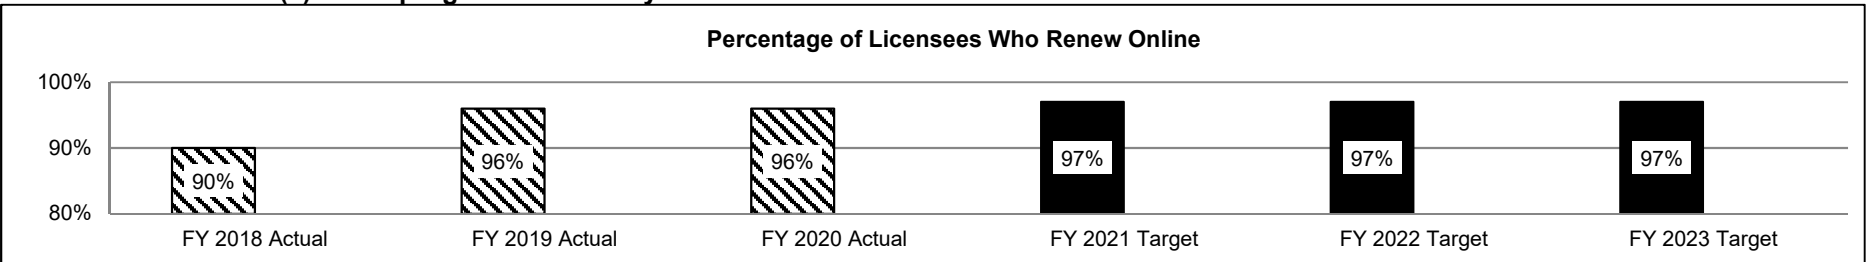 Percentage of Licensees Who Renew Online
100%
90%
80%
90%
96%
96%
97%
97%
97%
FY 2018 Actual
FY 2019 Actual
FY 2020 Actual
FY 2021 Target
FY 2022 Target
FY 2023 Target